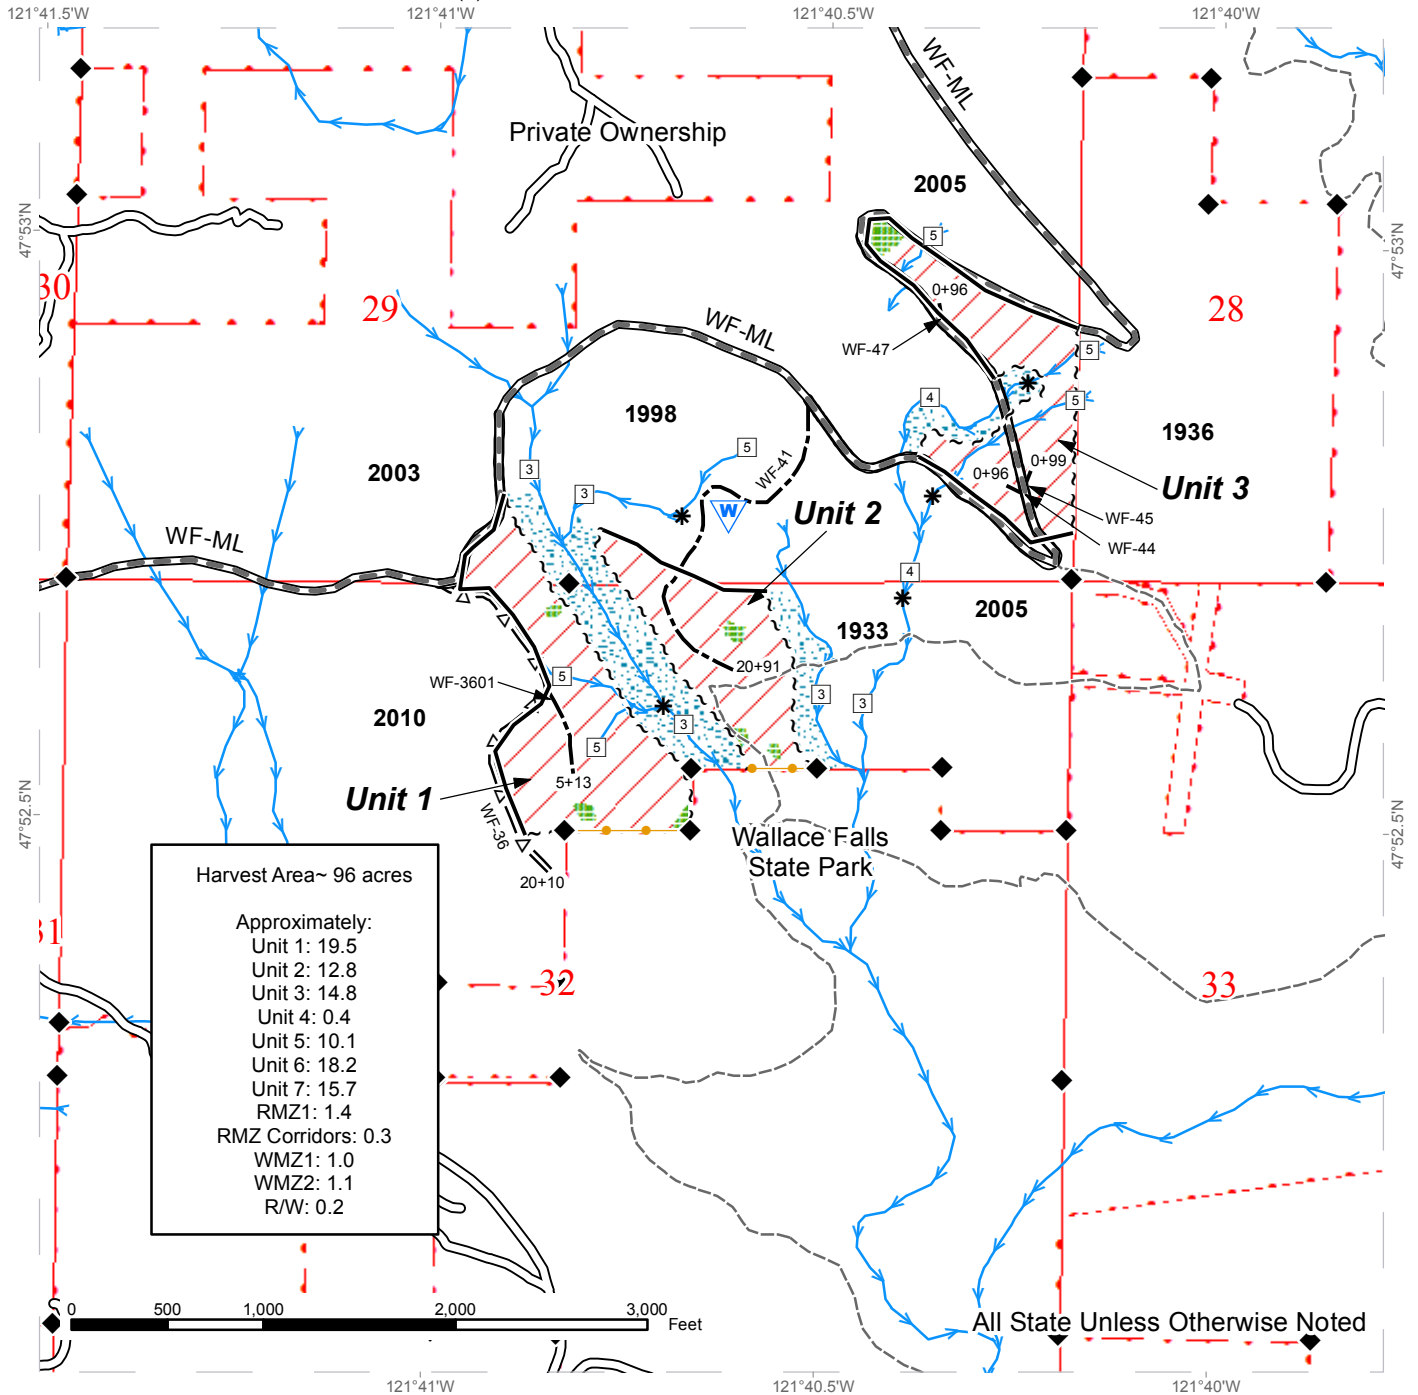 121°41.5'W
121°41'W
121°40.5'W
121°40'W
WF-ML
Private Ownership
2005
47°53'N
47°53'N
5
30
29
0+96
28
WF-ML
WF-47
5
4
5
1998
1936
2003
WF-41
5
0+99
3
0+96
3
Unit 3
W
Unit 2
WF-45
WF-ML
WF-44
4
2005
1933
20+91
5
WF-3601
3
3
2010
3
5
5+13
Unit 1
47°52.5'N
47°52.5'N
WF-36
Wallace Falls
State Park
20+10
Harvest Area~ 96 acres
Approximately:
Unit 1: 19.5
Unit 2: 12.8
Unit 3: 14.8
Unit 4: 0.4
Unit 5: 10.1
Unit 6: 18.2
Unit 7: 15.7
RMZ1: 1.4
RMZ Corridors: 0.3
WMZ1: 1.0
WMZ2: 1.1
R/W: 0.2
31
32
33
0
500
1,000
2,000
3,000
Feet
All State Unless Otherwise Noted
121°41'W
121°40.5'W
121°40'W